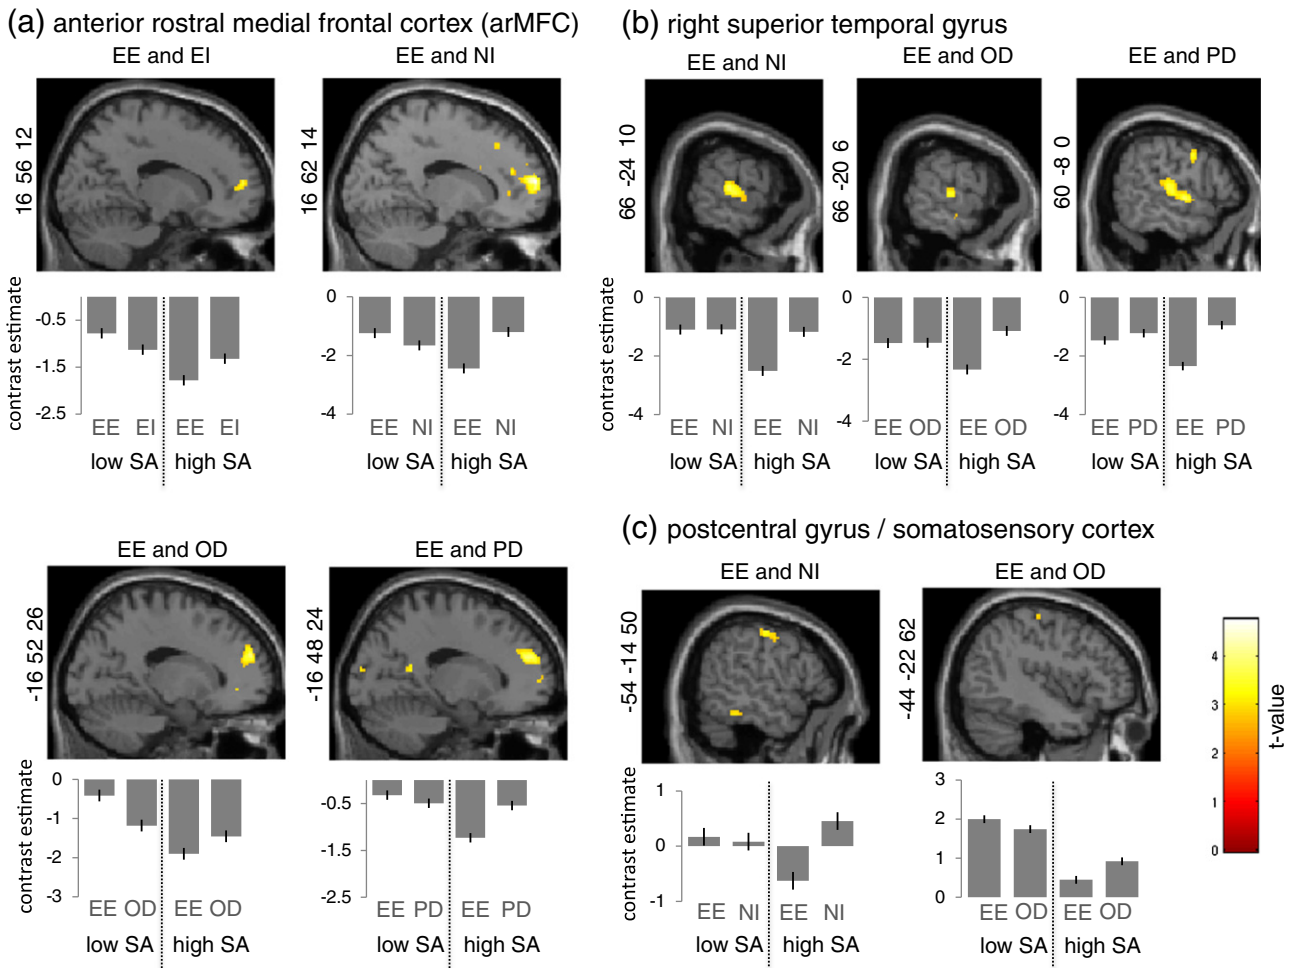 (a) anterior rostral medial frontal cortex (arMFC)
EE and EI
EE and NI
16 56 12
16 62 14
contrast estimate
-0.5
-1.5
-2.5
EE EI EE EI
low SA high SA
0
-2
-4
EE NI EE NI
low SA high SA
EE and OD
EE and PD
-16 52 26
-16 48 24
contrast estimate
0
-1
-2
-3
EE OD EE OD
low SA high SA
-0.5
-1.5
-2.5
EE PD EE PD
low SA high SA
(b) right superior temporal gyrus
EE and NI
EE and OD
EE and PD
66 -24 10
66 -20 6
60 -8 0
contrast estimate
0
-2
-4
EE NI EE NI
low SA high SA
0
-2
-4
EE OD EE OD
low SA high SA
0
-2
-4
EE PD EE PD
low SA high SA
(c) postcentral gyrus / somatosensory cortex
EE and NI
EE and OD
-54 -14 50
-44 -22 62
contrast estimate
1
0
-1
EE NI EE NI
low SA high SA
3
2
1
0
EE OD EE OD
low SA high SA
4
3
2
1
0
t-value